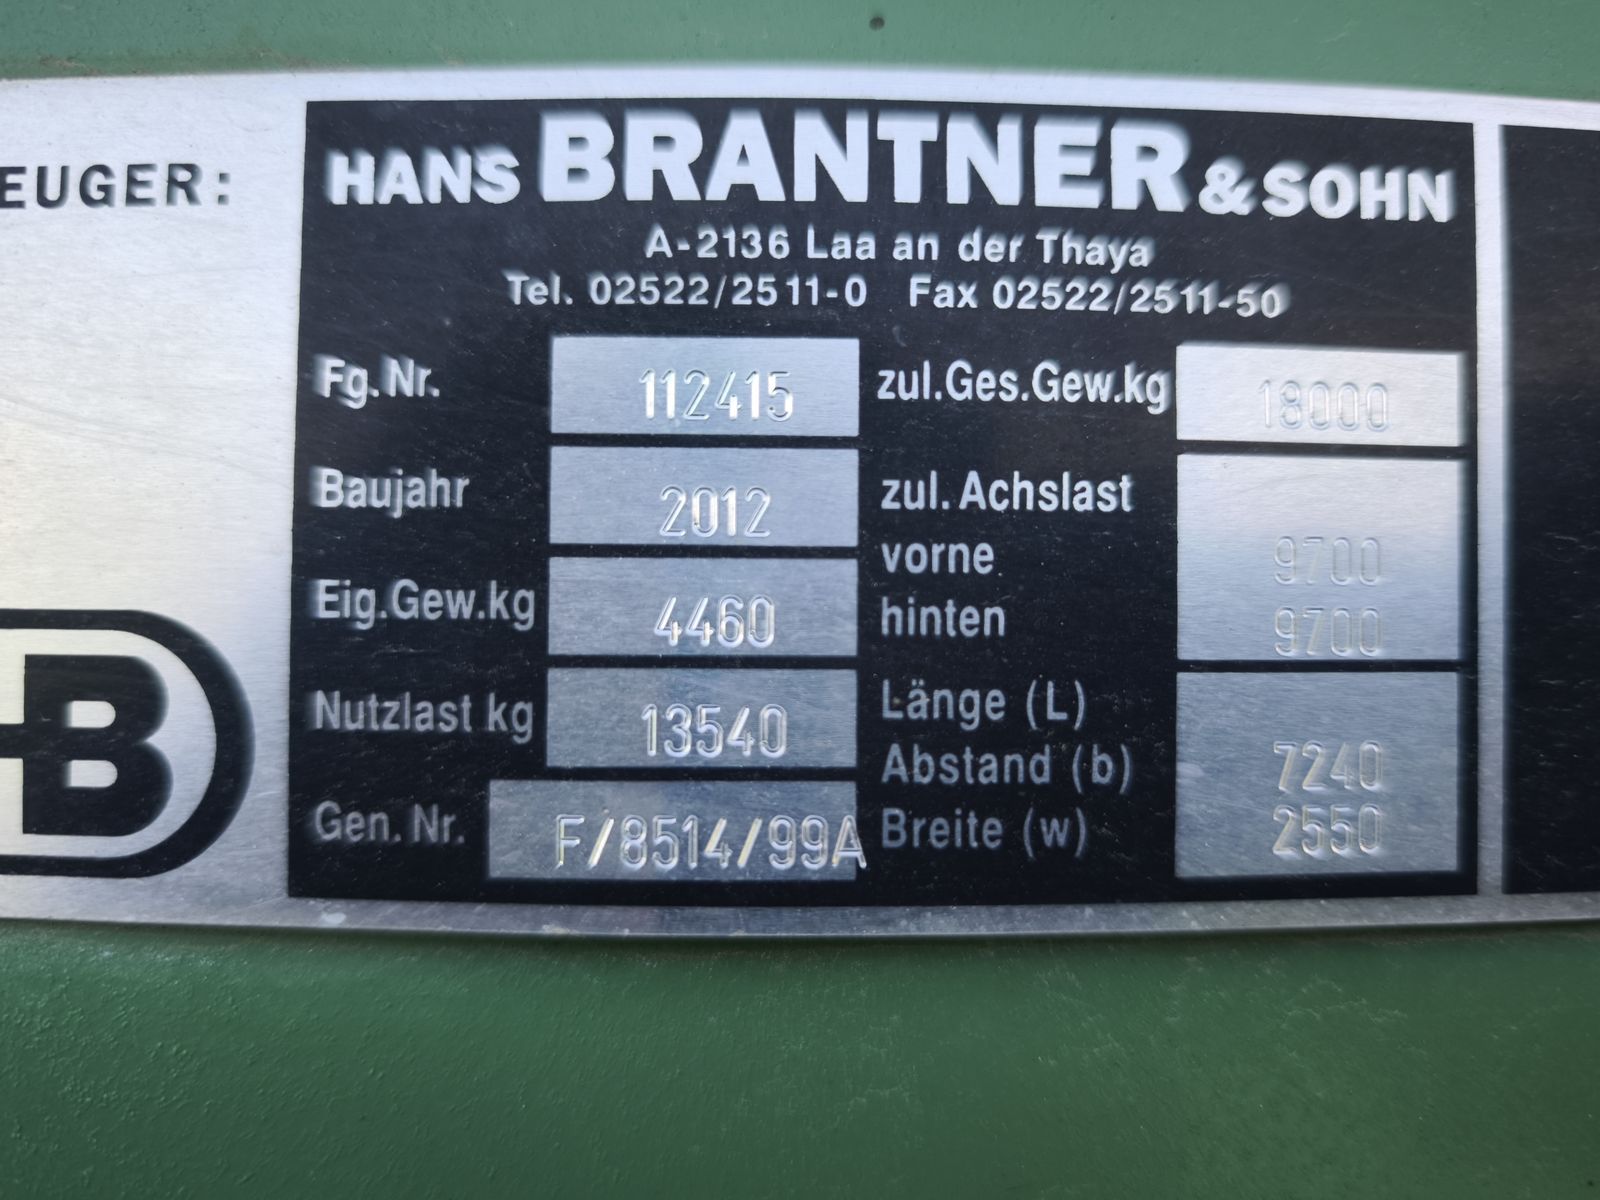 EUGER:
HANS BRANTNER & SOHN
A-2136 Laa an der Thaya
Tel. 02522/2511-0 Fax 02522/2511-50
Fg.Nr. 112415 zul.Ges.Gew.kg 18000
Baujahr 2012 zul.Achslast
vorne 9700
Eig.Gew.kg 4460 hinten 9700
Nutzlast kg 13540 Länge (L)
Abstand (b) 7240
Gen.Nr. F/8514/99A Breite (w) 2550
B